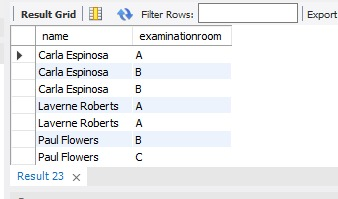 Result Grid Filter Rows: Export
name examinationroom
Carla Espinosa A
Carla Espinosa B
Carla Espinosa B
Laverne Roberts A
Laverne Roberts A
Paul Flowers B
Paul Flowers C
Result 23 ×